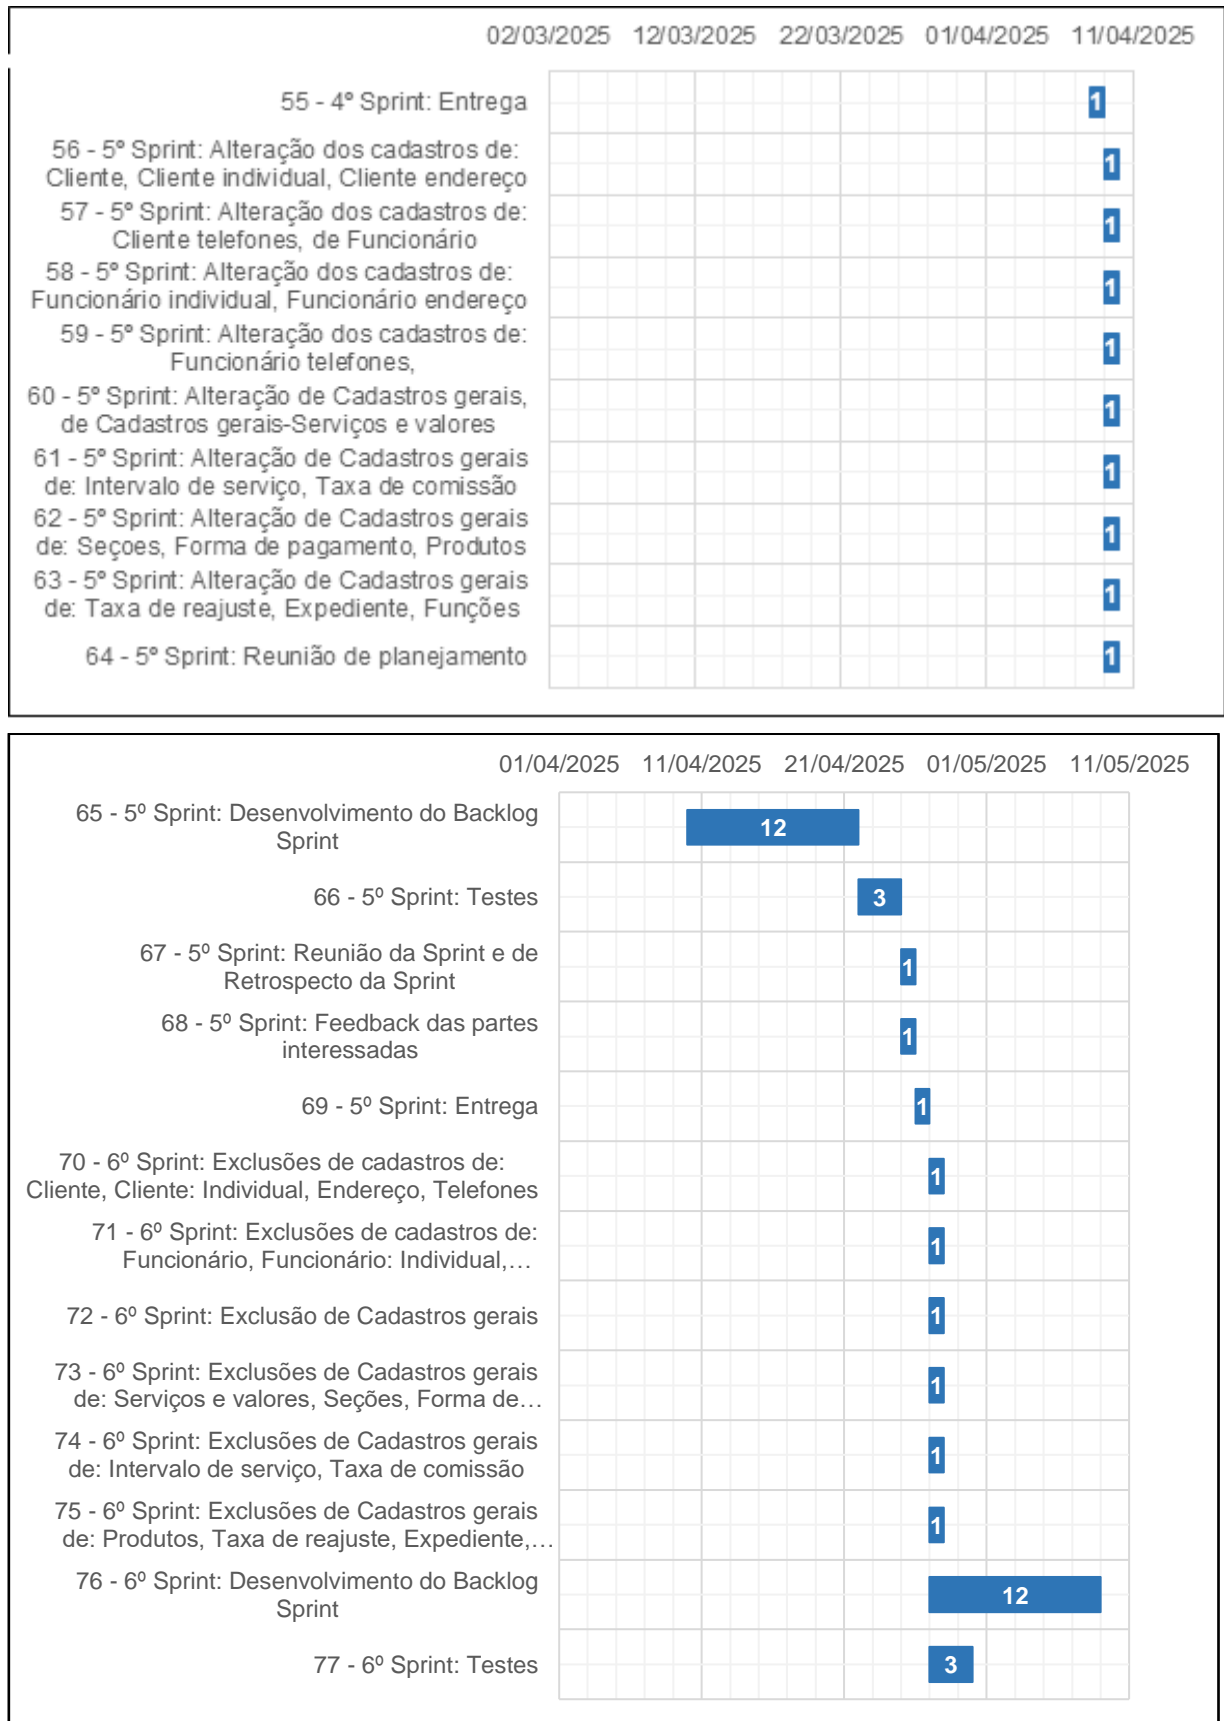 02/03/2025 12/03/2025 22/03/2025 01/04/2025 11/04/2025
55 - 4º Sprint: Entrega
1
56 - 5º Sprint: Alteração dos cadastros de:
Cliente, Cliente individual, Cliente endereço
1
57 - 5º Sprint: Alteração dos cadastros de:
Cliente telefones, de Funcionário
1
58 - 5º Sprint: Alteração dos cadastros de:
Funcionário individual, Funcionário endereço
1
59 - 5º Sprint: Alteração dos cadastros de:
Funcionário telefones,
1
60 - 5º Sprint: Alteração de Cadastros gerais,
de Cadastros gerais-Serviços e valores
1
61 - 5º Sprint: Alteração de Cadastros gerais
de: Intervalo de serviço, Taxa de comissão
1
62 - 5º Sprint: Alteração de Cadastros gerais
de: Seçoes, Forma de pagamento, Produtos
1
63 - 5º Sprint: Alteração de Cadastros gerais
de: Taxa de reajuste, Expediente, Funções
1
64 - 5º Sprint: Reunião de planejamento
1
01/04/2025 11/04/2025 21/04/2025 01/05/2025 11/05/2025
65 - 5º Sprint: Desenvolvimento do Backlog
Sprint
12
66 - 5º Sprint: Testes
3
67 - 5º Sprint: Reunião da Sprint e de
Retrospecto da Sprint
1
68 - 5º Sprint: Feedback das partes
interessadas
1
69 - 5º Sprint: Entrega
1
70 - 6º Sprint: Exclusões de cadastros de:
Cliente, Cliente: Individual, Endereço, Telefones
1
71 - 6º Sprint: Exclusões de cadastros de:
Funcionário, Funcionário: Individual,…
1
72 - 6º Sprint: Exclusão de Cadastros gerais
1
73 - 6º Sprint: Exclusões de Cadastros gerais
de: Serviços e valores, Seções, Forma de…
1
74 - 6º Sprint: Exclusões de Cadastros gerais
de: Intervalo de serviço, Taxa de comissão
1
75 - 6º Sprint: Exclusões de Cadastros gerais
de: Produtos, Taxa de reajuste, Expediente,…
1
76 - 6º Sprint: Desenvolvimento do Backlog
Sprint
12
77 - 6º Sprint: Testes
3